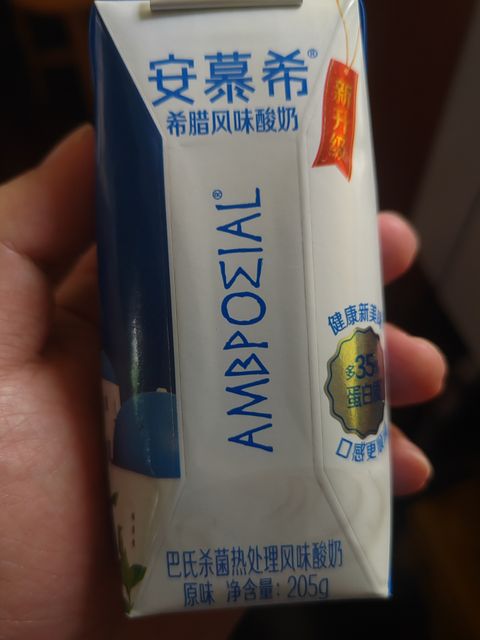 安慕希®
希腊风味酸奶
新升级
AMBPOΣIAL®
健康新美
多35
蛋白
口感更
巴氏杀菌热处理风味酸奶
原味 净含量：205g